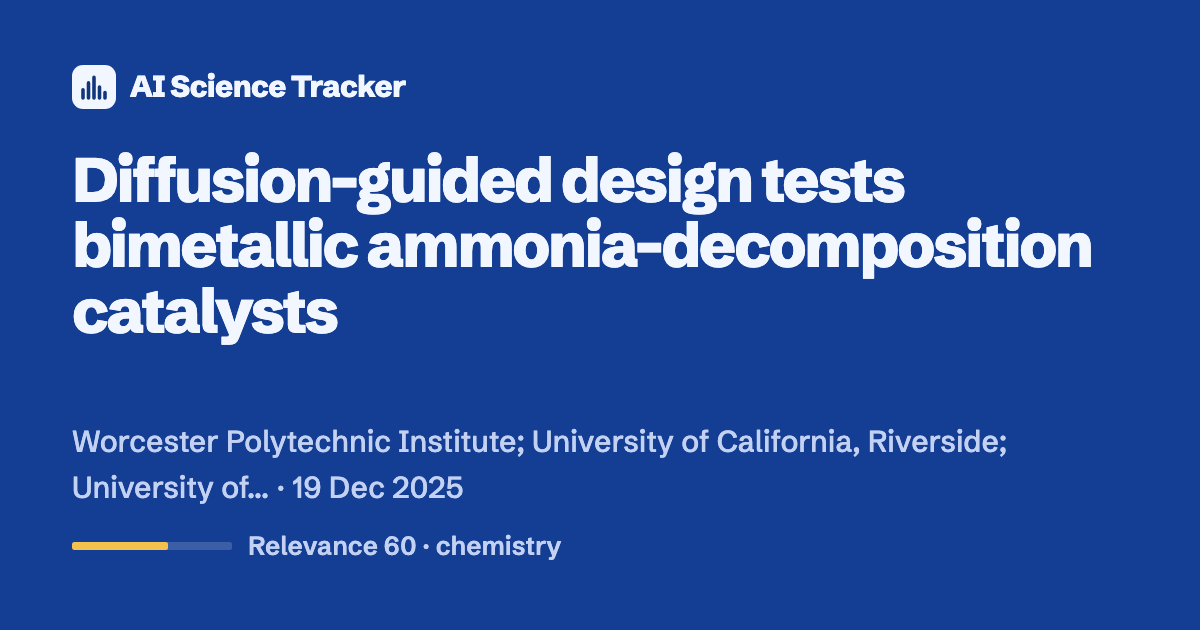 AI Science Tracker
Diffusion-guided design tests
bimetallic ammonia-decomposition
catalysts
Worcester Polytechnic Institute; University of California, Riverside;
University of... · 19 Dec 2025
Relevance 60 · chemistry